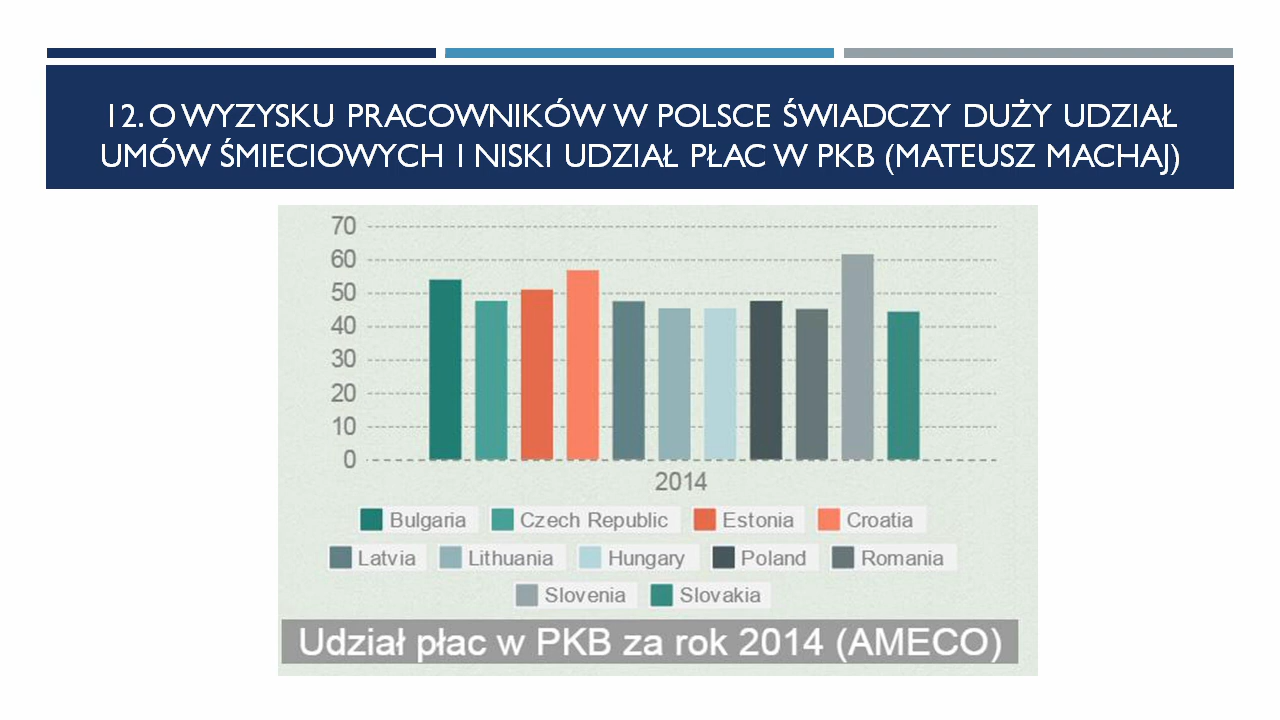 12. O WYZYSKU PRACOWNIKÓW W POLSCE ŚWIADCZY DUŻY UDZIAŁ
UMÓW ŚMIECIOWYCH I NISKI UDZIAŁ PŁAC W PKB (MATEUSZ MACHAJ)
70
60
50
40
30
20
10
0
2014
Bulgaria Czech Republic Estonia Croatia
Latvia Lithuania Hungary Poland Romania
Slovenia Slovakia
Udział płac w PKB za rok 2014 (AMECO)